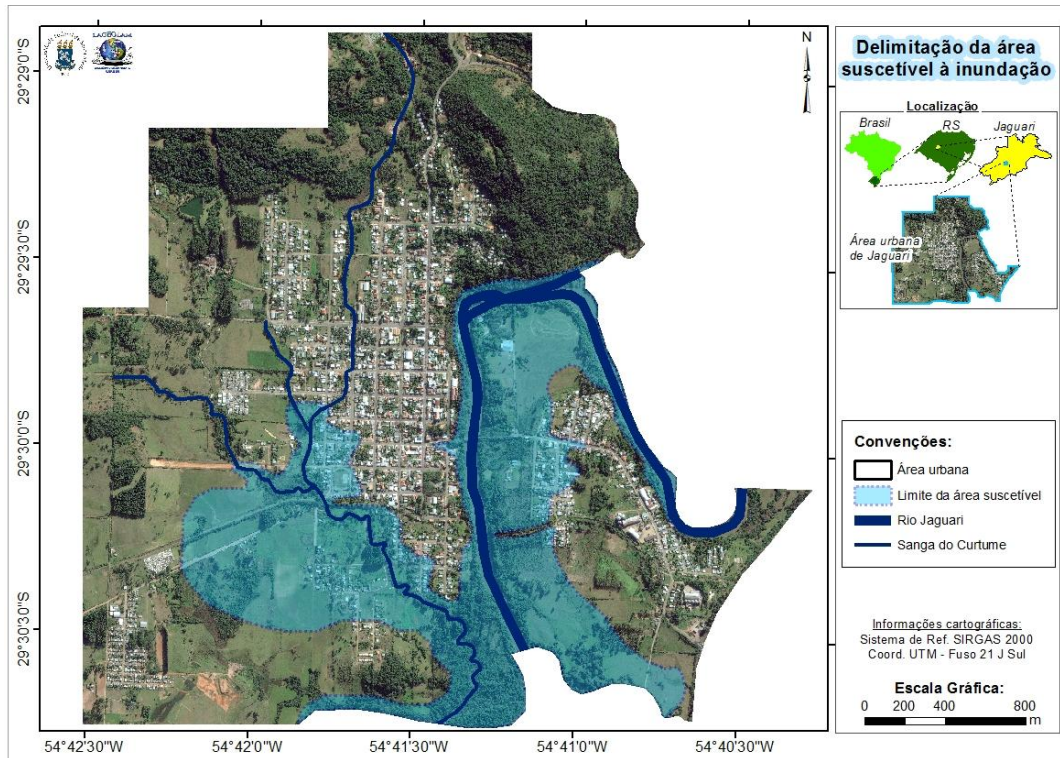 Delimitação da área
suscetível à inundação
Localização
Brasil
RS
Jaguari
Área urbana
de Jaguari
Convenções:
Área urbana
Limite da área suscetível
Rio Jaguari
Sanga do Curtume
Informações cartográficas:
Sistema de Ref. SIRGAS 2000
Coord. UTM - Fuso 21 J Sul
Escala Gráfica:
0 200 400 600 800
m
N
29°29'0"S
29°29'30"S
29°30'0"S
29°30'30"S
54°42'30"W
54°42'0"W
54°41'30"W
54°41'0"W
54°40'30"W
LAGEOLAM